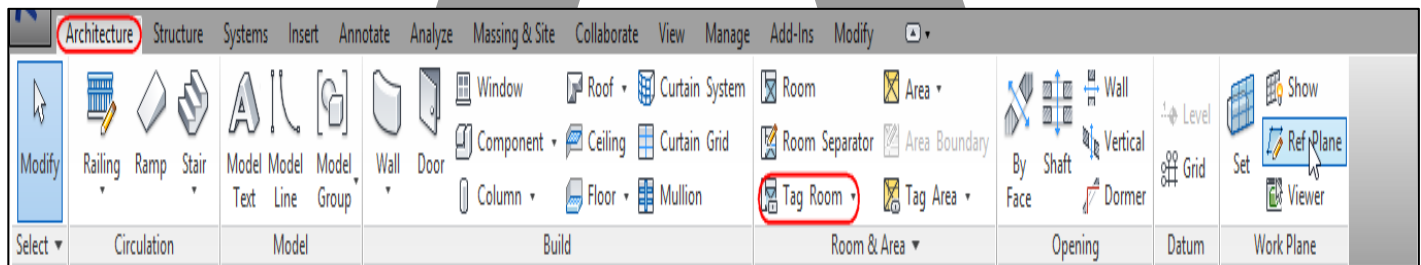 Architecture Structure Systems Insert Annotate Analyze Massing & Site Collaborate View Manage Add-Ins Modify
Modify
Railing
Ramp
Stair
Model Text
Model Line
Model Group
Wall
Door
Window
Component
Column
Roof
Ceiling
Floor
Curtain System
Curtain Grid
Mullion
Room
Room Separator
Tag Room
Area
Area Boundary
Tag Area
By Face
Shaft
Wall
Vertical
Dormer
Level
Grid
Set
Show
Ref Plane
Viewer
Select Circulation Model Build Room & Area Opening Datum Work Plane